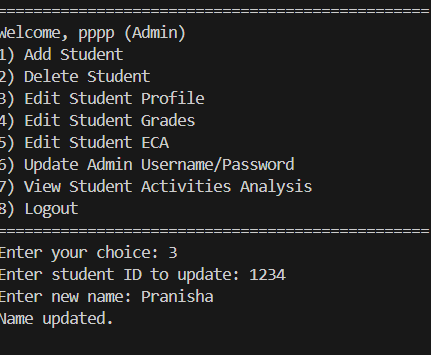 ================================================
Welcome, pppp (Admin)
1) Add Student
2) Delete Student
3) Edit Student Profile
4) Edit Student Grades
5) Edit Student ECA
6) Update Admin Username/Password
7) View Student Activities Analysis
8) Logout
================================================
Enter your choice: 3
Enter student ID to update: 1234
Enter new name: Pranisha
Name updated.